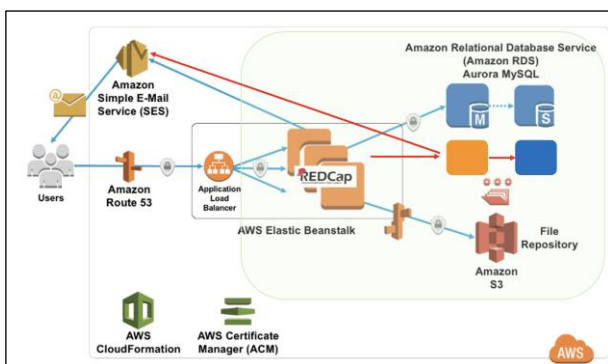 Amazon Relational Database Service
(Amazon RDS)
Aurora MySQL
Amazon
Simple E-Mail
Service (SES)
M
S
@
REDCap
Users
Amazon
Route 53
Application
Load
Balancer
AWS Elastic Beanstalk
File
Repository
Amazon
S3
AWS
CloudFormation
AWS Certificate
Manager (ACM)
AWS